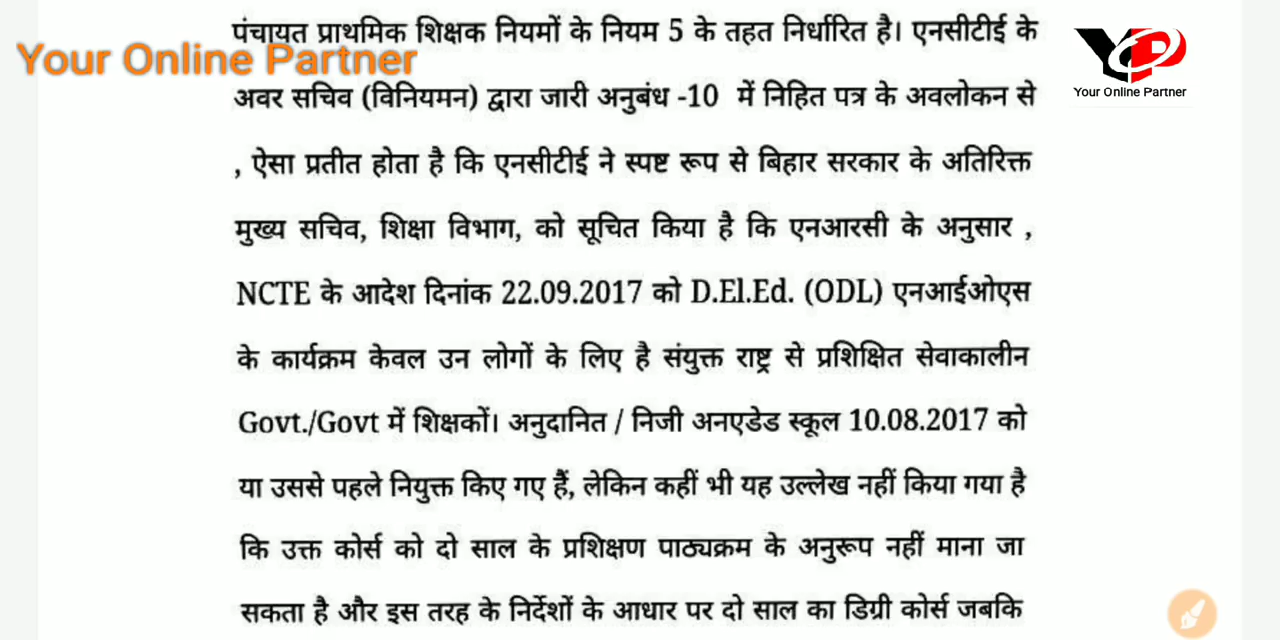 पंचायत प्राथमिक शिक्षक नियमों के नियम 5 के तहत निर्धारित है। एनसीटीई के
Your Online Partner
अवर सचिव (विनियमन) द्वारा जारी अनुबंध -10 में निहित पत्र के अवलोकन से
YP
Your Online Partner
, ऐसा प्रतीत होता है कि एनसीटीई ने स्पष्ट रूप से बिहार सरकार के अतिरिक्त
मुख्य सचिव, शिक्षा विभाग, को सूचित किया है कि एनआरसी के अनुसार ,
NCTE के आदेश दिनांक 22.09.2017 को D.El.Ed. (ODL) एनआईओएस
के कार्यक्रम केवल उन लोगों के लिए है संयुक्त राष्ट्र से प्रशिक्षित सेवाकालीन
Govt./Govt में शिक्षकों। अनुदानित / निजी अनएडेड स्कूल 10.08.2017 को
या उससे पहले नियुक्त किए गए हैं, लेकिन कहीं भी यह उल्लेख नहीं किया गया है
कि उक्त कोर्स को दो साल के प्रशिक्षण पाठ्यक्रम के अनुरूप नहीं माना जा
सकता है और इस तरह के निर्देशों के आधार पर दो साल का डिग्री कोर्स जबकि